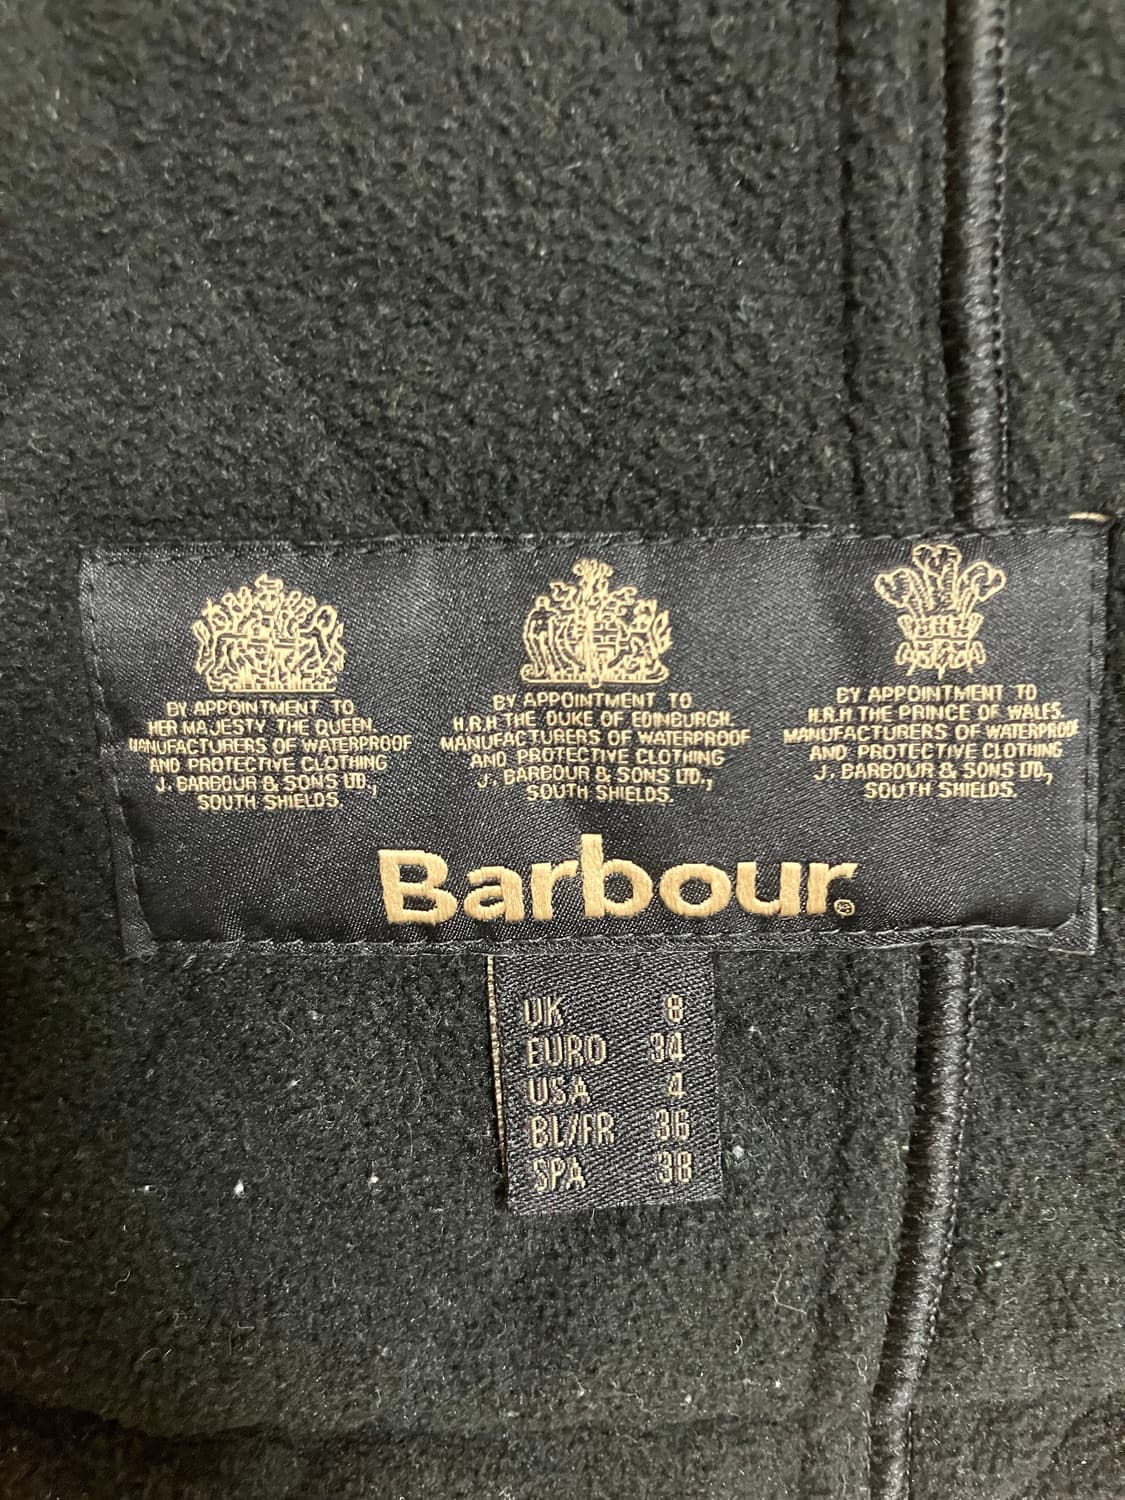 BY APPOINTMENT TO
HER MAJESTY THE QUEEN.
MANUFACTURERS OF WATERPROOF
AND PROTECTIVE CLOTHING
J. BARBOUR & SONS LTD.,
SOUTH SHIELDS.
BY APPOINTMENT TO
H.R.H THE DUKE OF EDINBURGH.
MANUFACTURERS OF WATERPROOF
AND PROTECTIVE CLOTHING
J. BARBOUR & SONS LTD.,
SOUTH SHIELDS.
BY APPOINTMENT TO
H.R.H THE PRINCE OF WALES.
MANUFACTURERS OF WATERPROOF
AND PROTECTIVE CLOTHING
J. BARBOUR & SONS LTD.,
SOUTH SHIELDS.
Barbour®
UK 8
EURO 34
USA 4
BL/FR 36
SPA 38